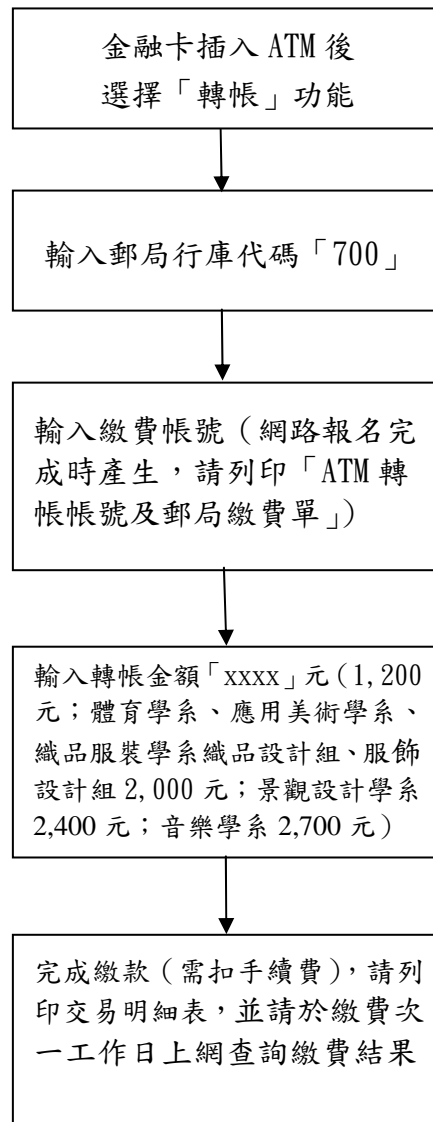 金融卡插入 ATM 後
選擇「轉帳」功能
輸入郵局行庫代碼「700」
輸入繳費帳號（網路報名完
成時產生，請列印「ATM 轉
帳帳號及郵局繳費單」）
輸入轉帳金額「xxxx」元（1,200
元；體育學系、應用美術學系、
織品服裝學系織品設計組、服飾
設計組 2,000 元；景觀設計學系
2,400 元；音樂學系 2,700 元）
完成繳款（需扣手續費），請列
印交易明細表，並請於繳費次
一工作日上網查詢繳費結果